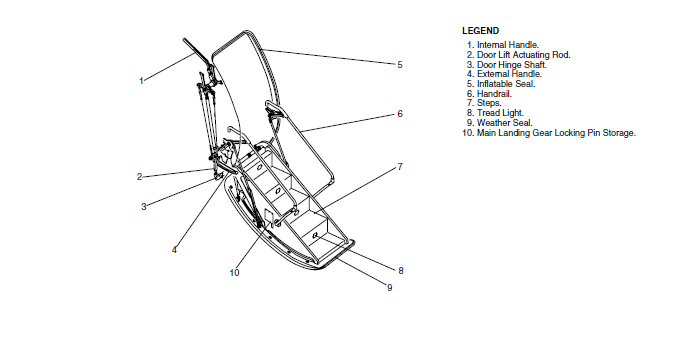 LEGEND
1. Internal Handle.
2. Door Lift Actuating Rod.
3. Door Hinge Shaft.
4. External Handle.
5. Inflatable Seal.
6. Handrail.
7. Steps.
8. Tread Light.
9. Weather Seal.
10. Main Landing Gear Locking Pin Storage.
1
5
6
7
2
3
4
10
8
9